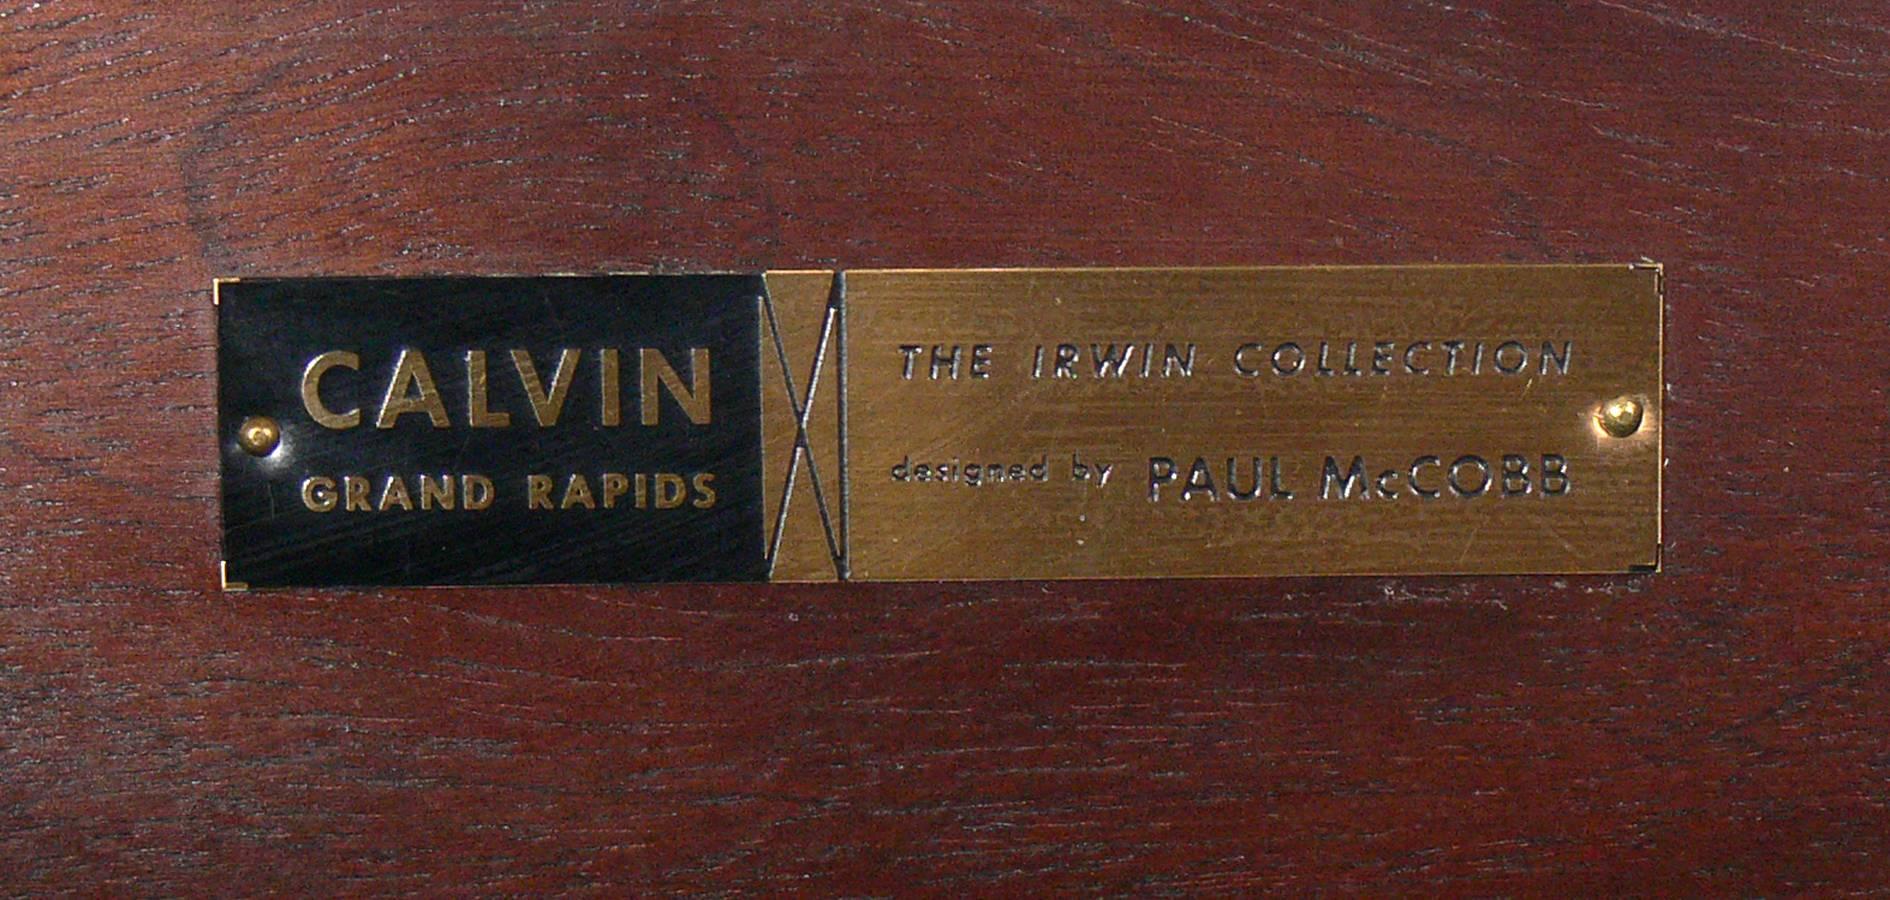 CALVIN
GRAND RAPIDS
THE IRWIN COLLECTION
designed by PAUL McCOBB